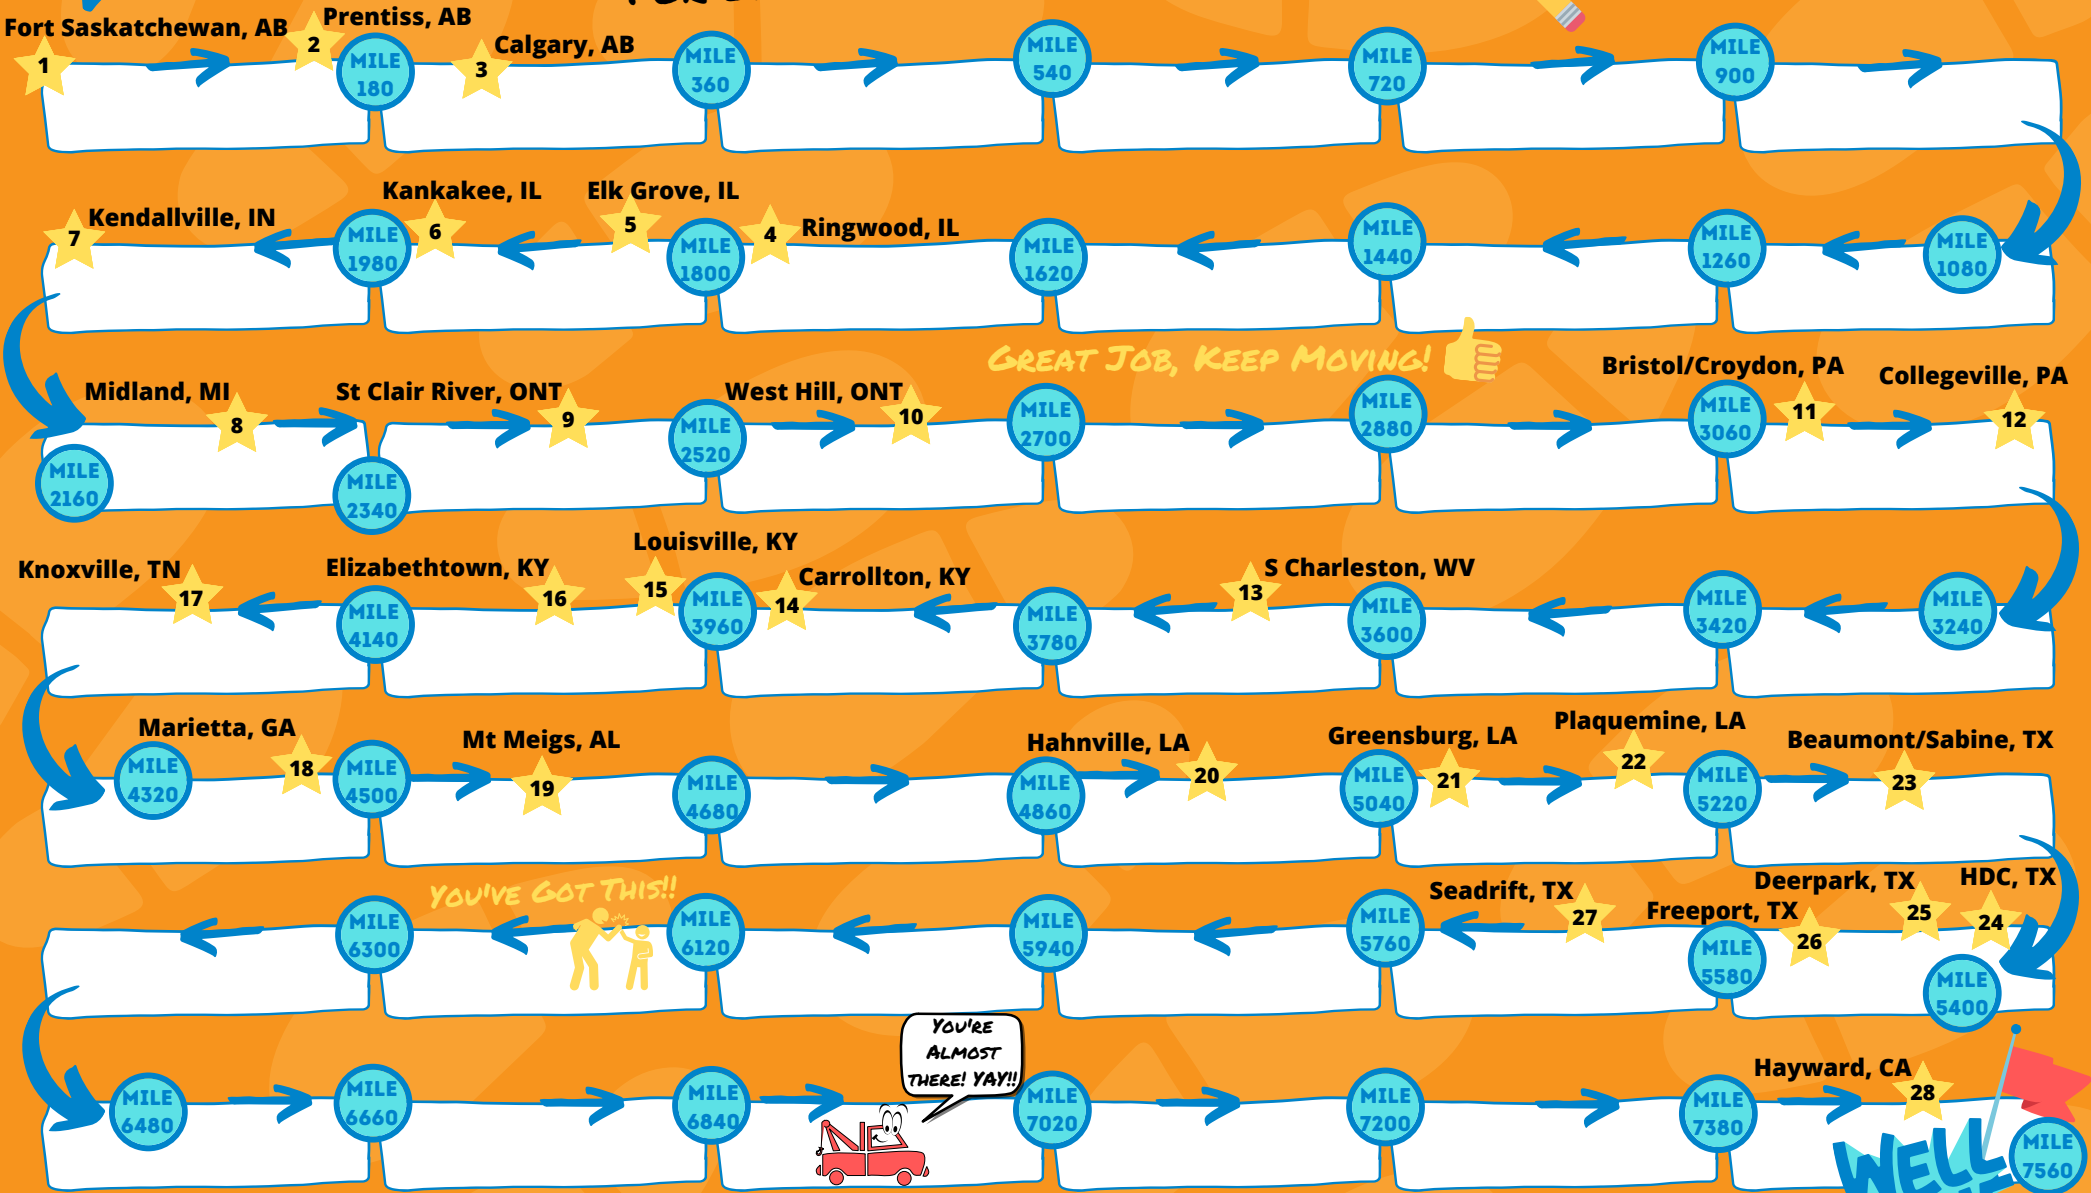 Fort Saskatchewan, AB
1
2
Prentiss, AB
MILE
180
3
Calgary, AB
MILE
360
MILE
540
MILE
720
MILE
900
MILE
1080
MILE
1260
MILE
1440
MILE
1620
Ringwood, IL
4
MILE
1800
Elk Grove, IL
5
Kankakee, IL
6
MILE
1980
Kendallville, IN
7
GREAT JOB, KEEP MOVING!
MILE
2160
Midland, MI
8
MILE
2340
St Clair River, ONT
9
MILE
2520
West Hill, ONT
10
MILE
2700
MILE
2880
MILE
3060
Bristol/Croydon, PA
11
Collegeville, PA
12
MILE
3240
MILE
3420
MILE
3600
S Charleston, WV
13
MILE
3780
Carrollton, KY
14
MILE
3960
Louisville, KY
15
Elizabethtown, KY
16
MILE
4140
Knoxville, TN
17
MILE
4320
Marietta, GA
18
MILE
4500
Mt Meigs, AL
19
MILE
4680
MILE
4860
Hahnville, LA
20
MILE
5040
Greensburg, LA
21
Plaquemine, LA
22
MILE
5220
Beaumont/Sabine, TX
23
HDC, TX
24
MILE
5400
Deerpark, TX
25
Freeport, TX
26
MILE
5580
Seadrift, TX
27
MILE
5760
MILE
5940
MILE
6120
YOU'VE GOT THIS!!
MILE
6300
MILE
6480
MILE
6660
MILE
6840
YOU'RE
ALMOST
THERE! YAY!!
MILE
7020
MILE
7200
MILE
7380
Hayward, CA
28
WELL
MILE
7560